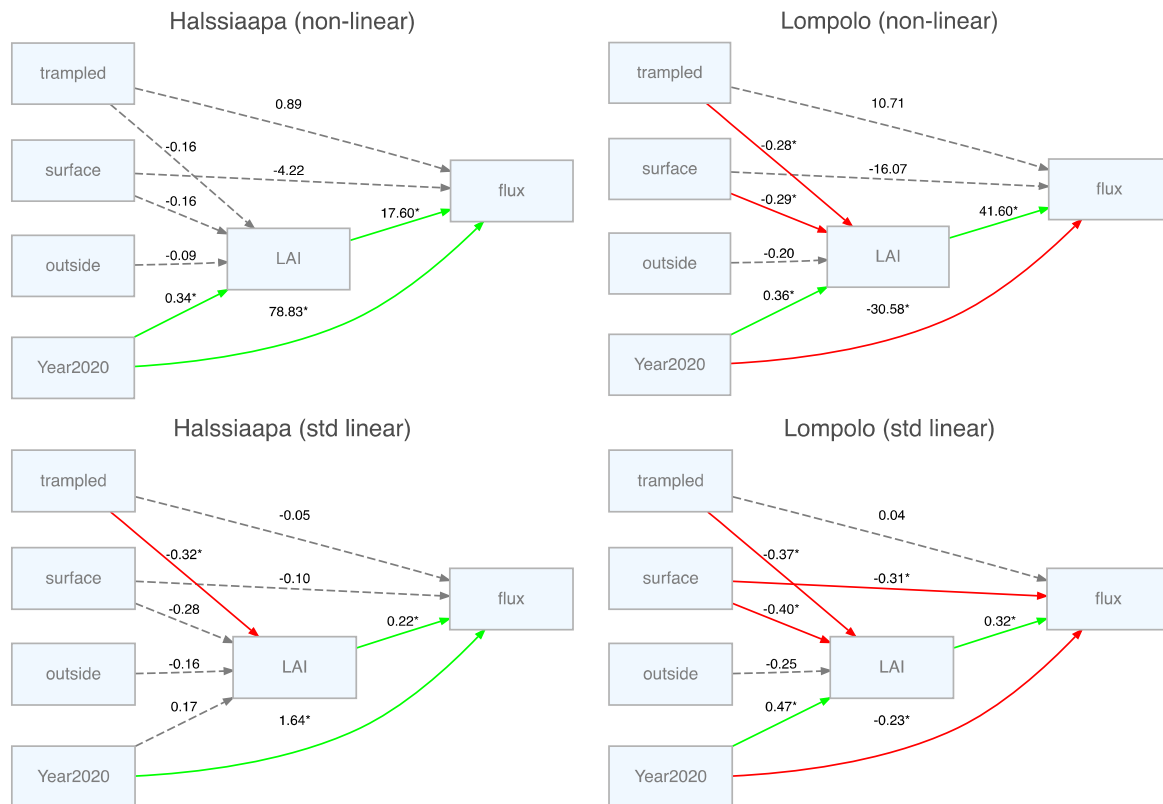 Halssiaapa (non-linear)
trampled
0.89
-0.16
surface
-4.22
-0.16
flux
17.60*
outside
-0.09
LAI
0.34*
78.83*
Year2020
Lompolo (non-linear)
trampled
10.71
-0.28*
surface
-16.07
-0.29*
flux
41.60*
outside
-0.20
LAI
0.36*
-30.58*
Year2020
Halssiaapa (std linear)
trampled
-0.05
-0.32*
surface
-0.10
-0.28
flux
0.22*
outside
-0.16
LAI
0.17
1.64*
Year2020
Lompolo (std linear)
trampled
0.04
-0.37*
surface
-0.31*
-0.40*
flux
0.32*
outside
-0.25
LAI
0.47*
-0.23*
Year2020